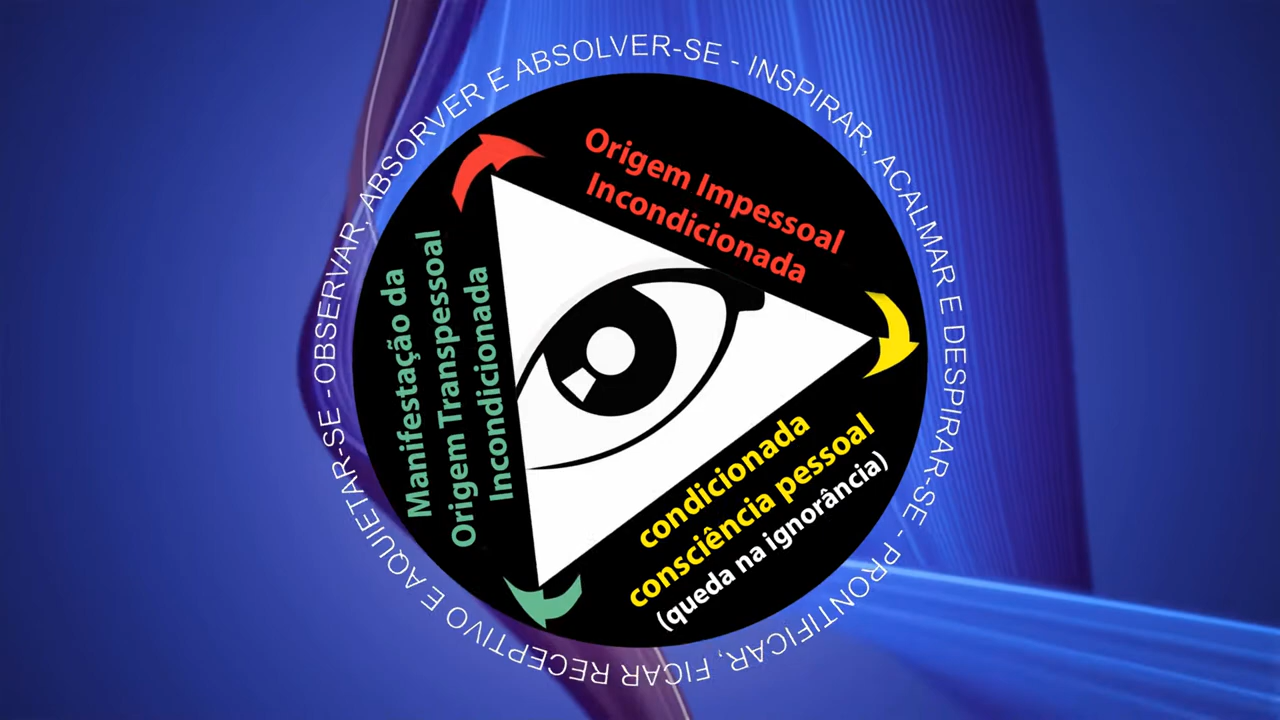 OBSERVAR, ABSORVER E ABSOLVER-SE - INSPIRAR, ACALMAR E DESPIRAR-SE - PRONTIFICAR, FICAR RECEPTIVO E AQUIETAR-SE -
Origem Impessoal
Incondicionada
condicionada
consciência pessoal
(queda na ignorância)
Manifestação da
Origem Transpessoal
Incondicionada